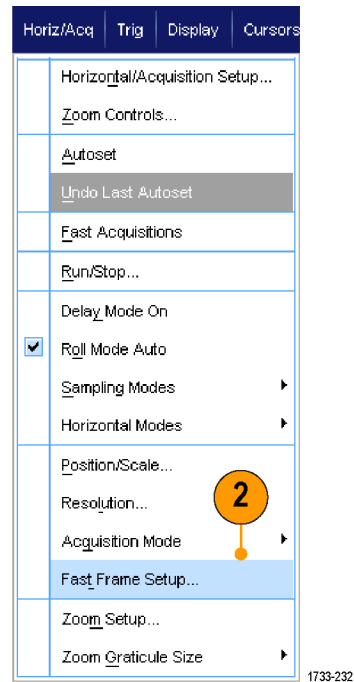 Horiz/Acq Trig Display Cursors
Horizontal/Acquisition Setup...
Zoom Controls...
Autoset
Undo Last Autoset
Fast Acquisitions
Run/Stop...
Delay Mode On
Roll Mode Auto
Sampling Modes
Horizontal Modes
Position/Scale...
Resolution...
2
Acquisition Mode
Fast Frame Setup...
Zoom Setup...
Zoom Graticule Size
1733-232